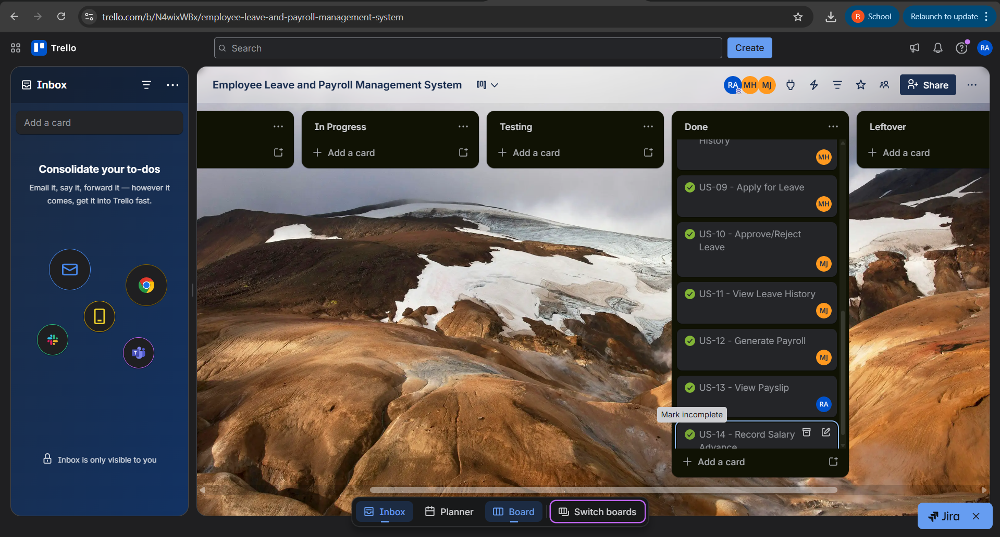 trello.com/b/N4wixWBx/employee-leave-and-payroll-management-system
R
School
Relaunch to update
Trello
Search
Create
RA
Inbox
Add a card
Consolidate your to-dos
Email it, say it, forward it — however it
comes, get it into Trello fast.
Inbox is only visible to you
Employee Leave and Payroll Management System
RA
MH
MJ
Share
In Progress
Add a card
Testing
Add a card
Done
History
MH
US-09 - Apply for Leave
MH
US-10 - Approve/Reject
Leave
MJ
US-11 - View Leave History
MJ
US-12 - Generate Payroll
MJ
US-13 - View Payslip
RA
Mark incomplete
US-14 - Record Salary
Advance
Add a card
Leftover
Add a card
Inbox
Planner
Board
Switch boards
Jira